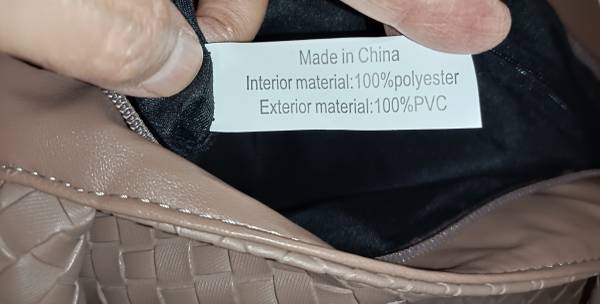 Made in China
Interior material:100%polyester
Exterior material:100%PVC